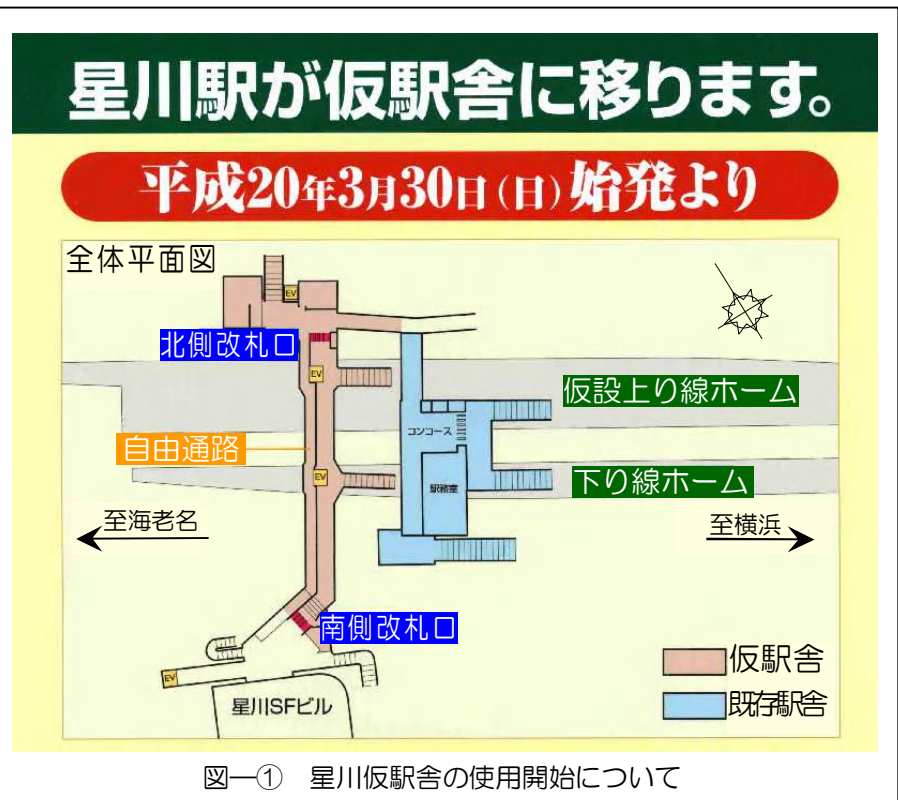 星川駅が仮駅舎に移ります。
平成20年3月30日(日)始発より
全体平面図
EV
北側改札口
EV
仮設上り線ホーム
コンコース
自由通路
EV
駅務室
下り線ホーム
至海老名
至横浜
南側改札口
EV
仮駅舎
星川SFビル
既存駅舎
図―① 星川仮駅舎の使用開始について